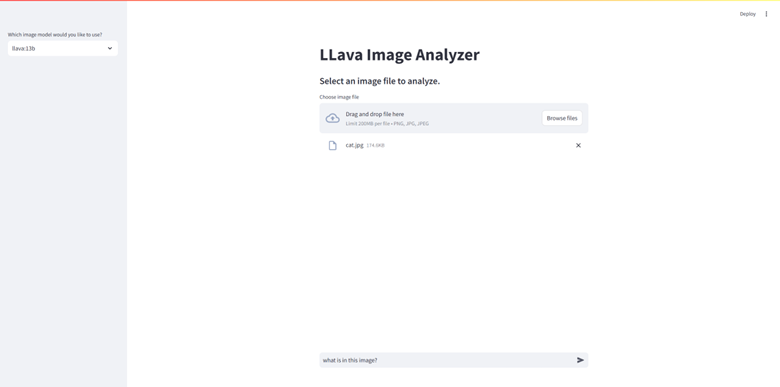 Deploy
Which image model would you like to use?
llava:13b
LLava Image Analyzer
Select an image file to analyze.
Choose image file
Drag and drop file here
Limit 200MB per file • PNG, JPG, JPEG
Browse files
cat.jpg 174.6KB
what is in this image?